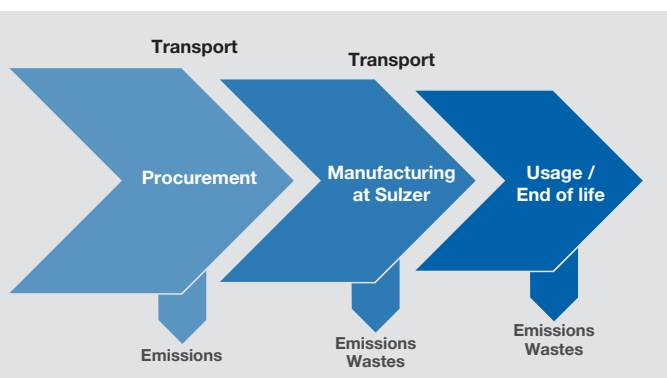 Transport
Transport
Procurement
Manufacturing
at Sulzer
Usage /
End of life
Emissions
Emissions
Wastes
Emissions
Wastes